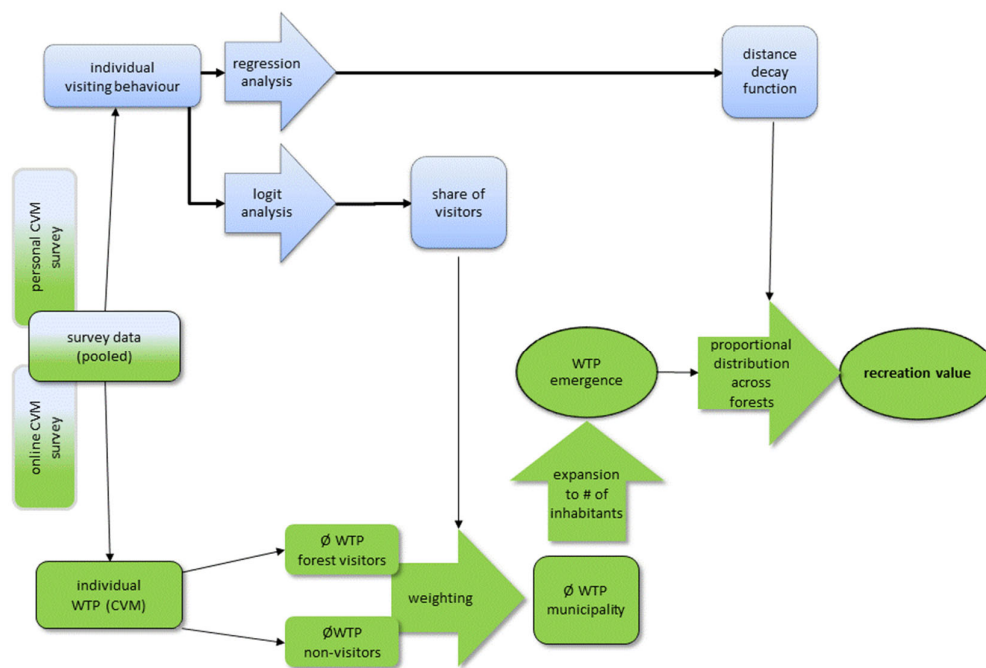 individual
visiting behaviour
regression
analysis
distance
decay
function
logit
analysis
share of
visitors
personal CVM
survey
survey data
(pooled)
online CVM
survey
WTP
emergence
proportional
distribution
across
forests
recreation value
expansion
to # of
inhabitants
individual
WTP (CVM)
Ø WTP
forest visitors
ØWTP
non-visitors
weighting
Ø WTP
municipality